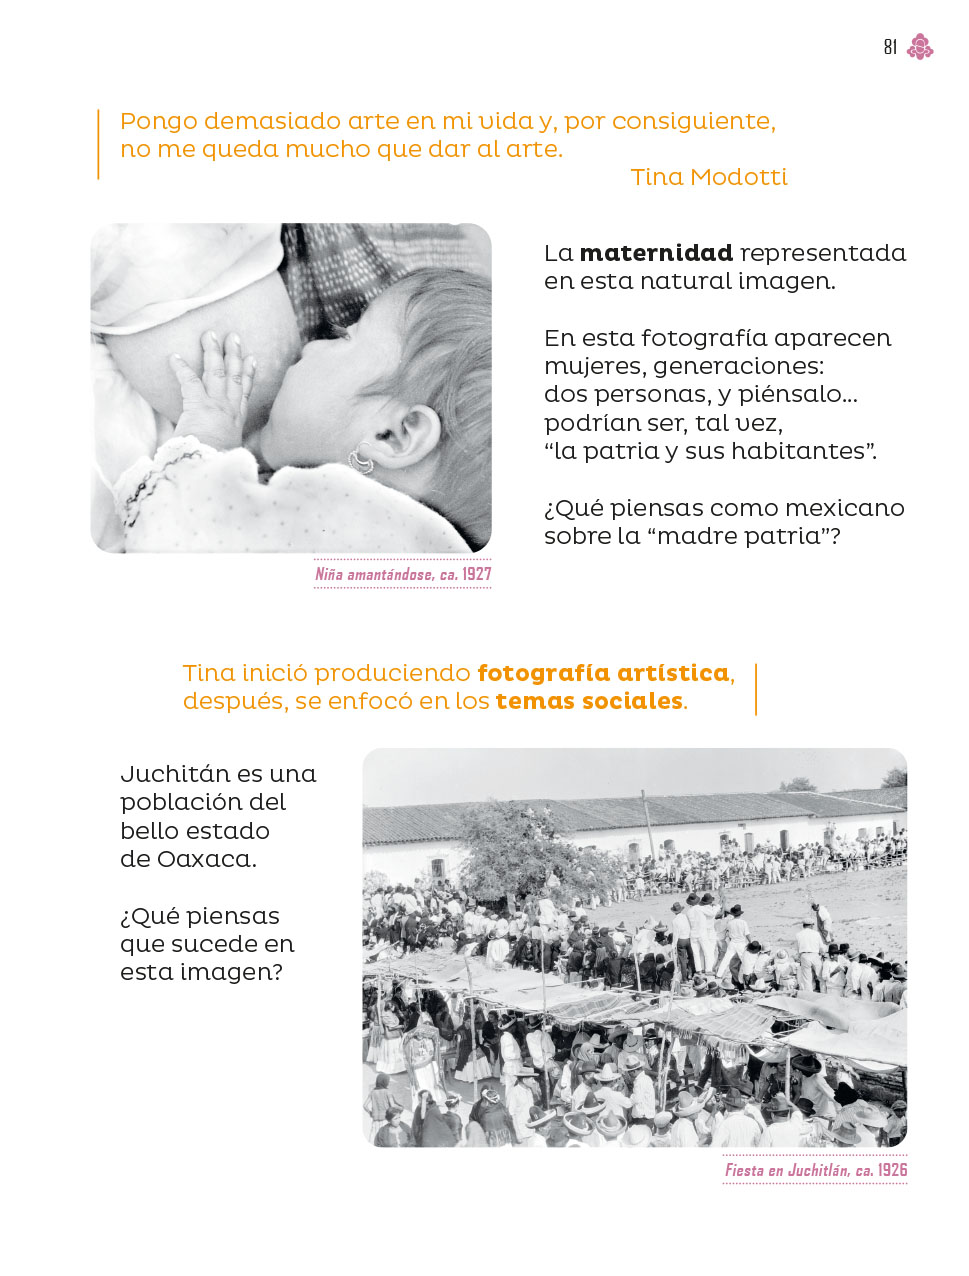 81
Pongo demasiado arte en mi vida y, por consiguiente,
no me queda mucho que dar al arte.
Tina Modotti
La maternidad representada
en esta natural imagen.
En esta fotografía aparecen
mujeres, generaciones:
dos personas, y piénsalo...
podrían ser, tal vez,
“la patria y sus habitantes”.
¿Qué piensas como mexicano
sobre la “madre patria”?
Niña amantándose, ca. 1927
Tina inició produciendo fotografía artística,
después, se enfocó en los temas sociales.
Juchitán es una
población del
bello estado
de Oaxaca.
¿Qué piensas
que sucede en
esta imagen?
Fiesta en Juchitlán, ca. 1926